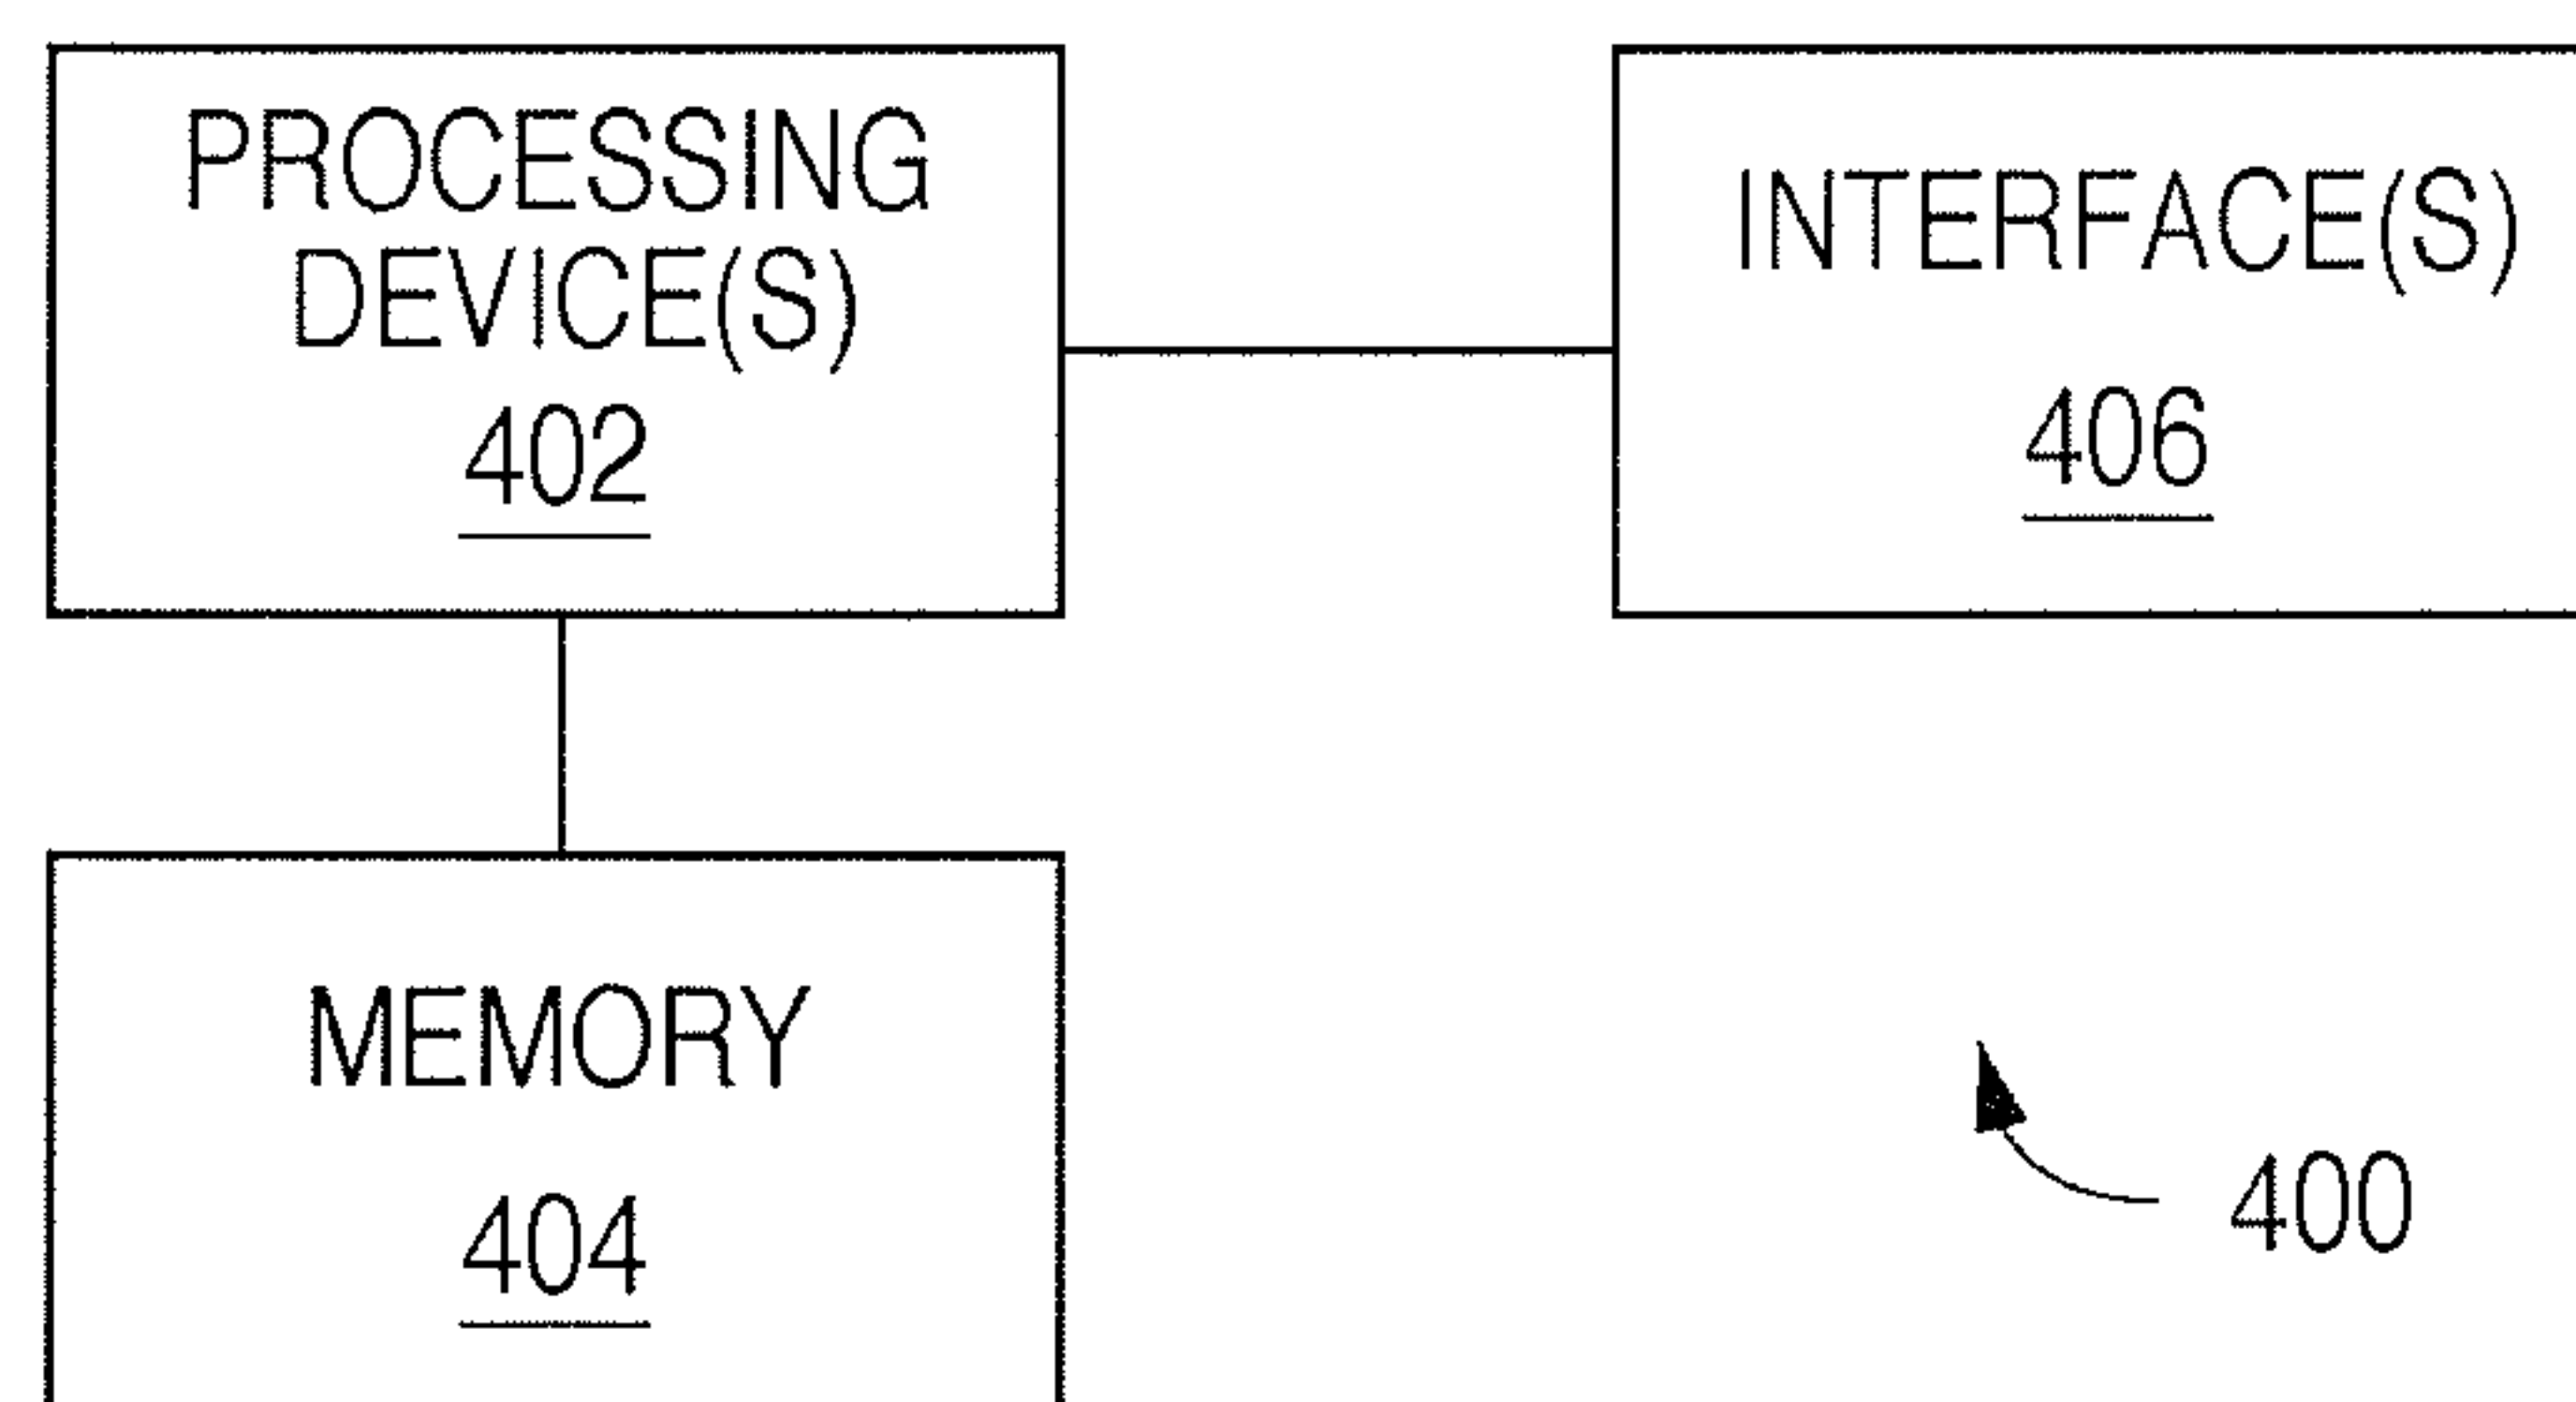 PROCESSING
DEVICE(S)
402
INTERFACE(S)
406
MEMORY
404
400